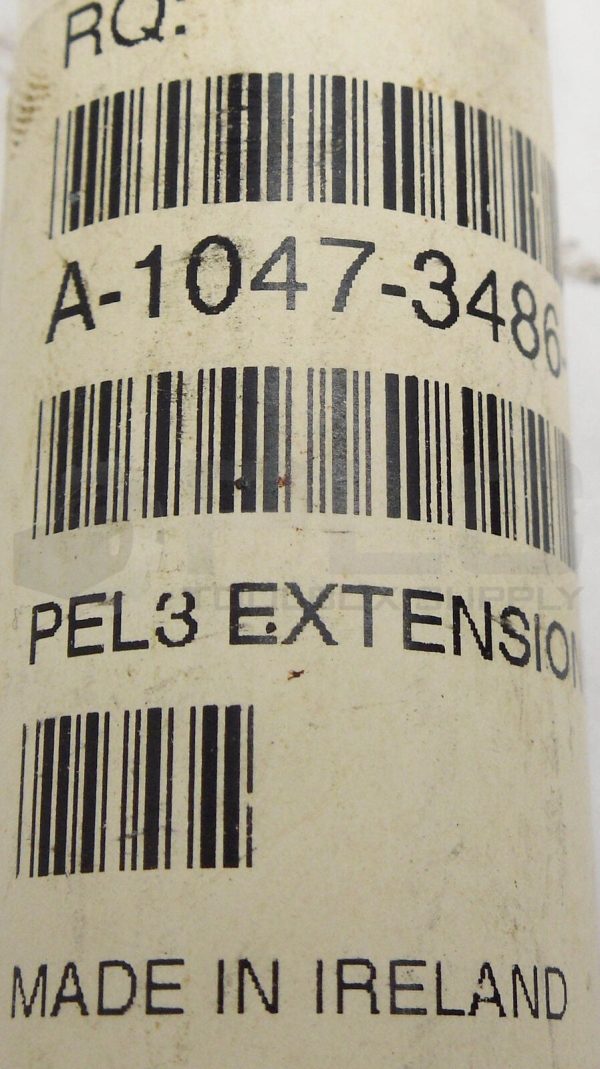 RQ:
A-1047-3486-
PEL3 EXTENSION
MADE IN IRELAND